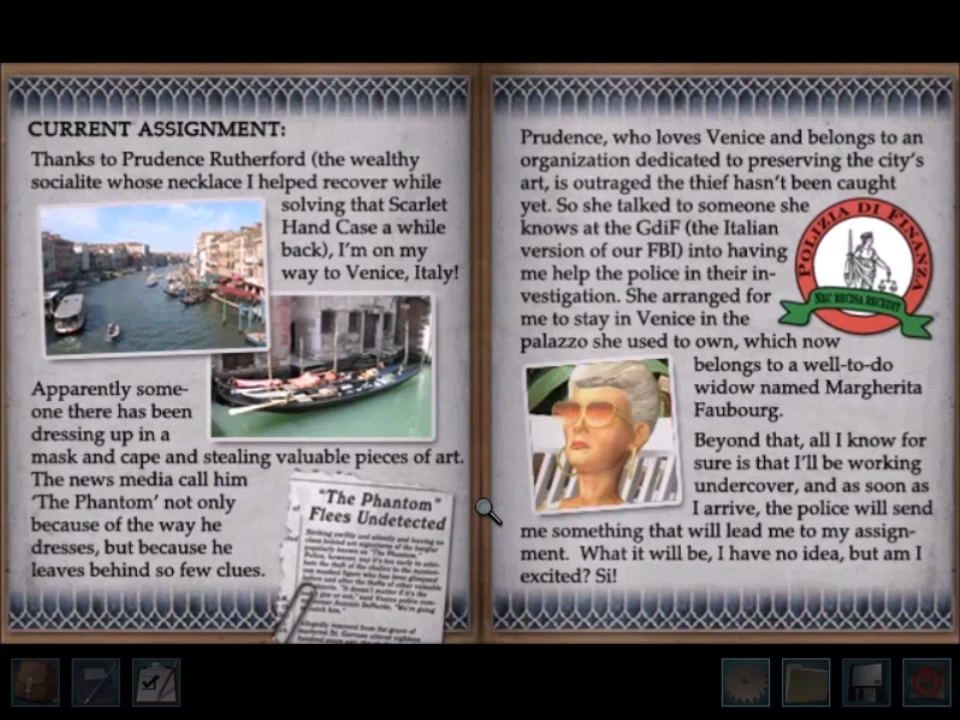 CURRENT ASSIGNMENT:
Thanks to Prudence Rutherford (the wealthy
socialite whose necklace I helped recover while
solving that Scarlet
Hand Case a while
back), I'm on my
way to Venice, Italy!
Apparently some-
one there has been
dressing up in a
mask and cape and stealing valuable pieces of art.
The news media call him
'The Phantom' not only
because of the way he
dresses, but because he
leaves behind so few clues.
"The Phantom"
Flees Undetected
Prudence, who loves Venice and belongs to an
organization dedicated to preserving the city's
art, is outraged the thief hasn't been caught
yet. So she talked to someone she
knows at the GdiF (the Italian
version of our FBI) into having
me help the police in their in-
vestigation. She arranged for
me to stay in Venice in the
palazzo she used to own, which now
belongs to a well-to-do
widow named Margherita
Faubourg.
Beyond that, all I know for
sure is that I'll be working
undercover, and as soon as
I arrive, the police will send
me something that will lead me to my assign-
ment. What it will be, I have no idea, but am I
excited? Si!
POLIZIA DI FINANZA
NEC RECISA RECEDIT